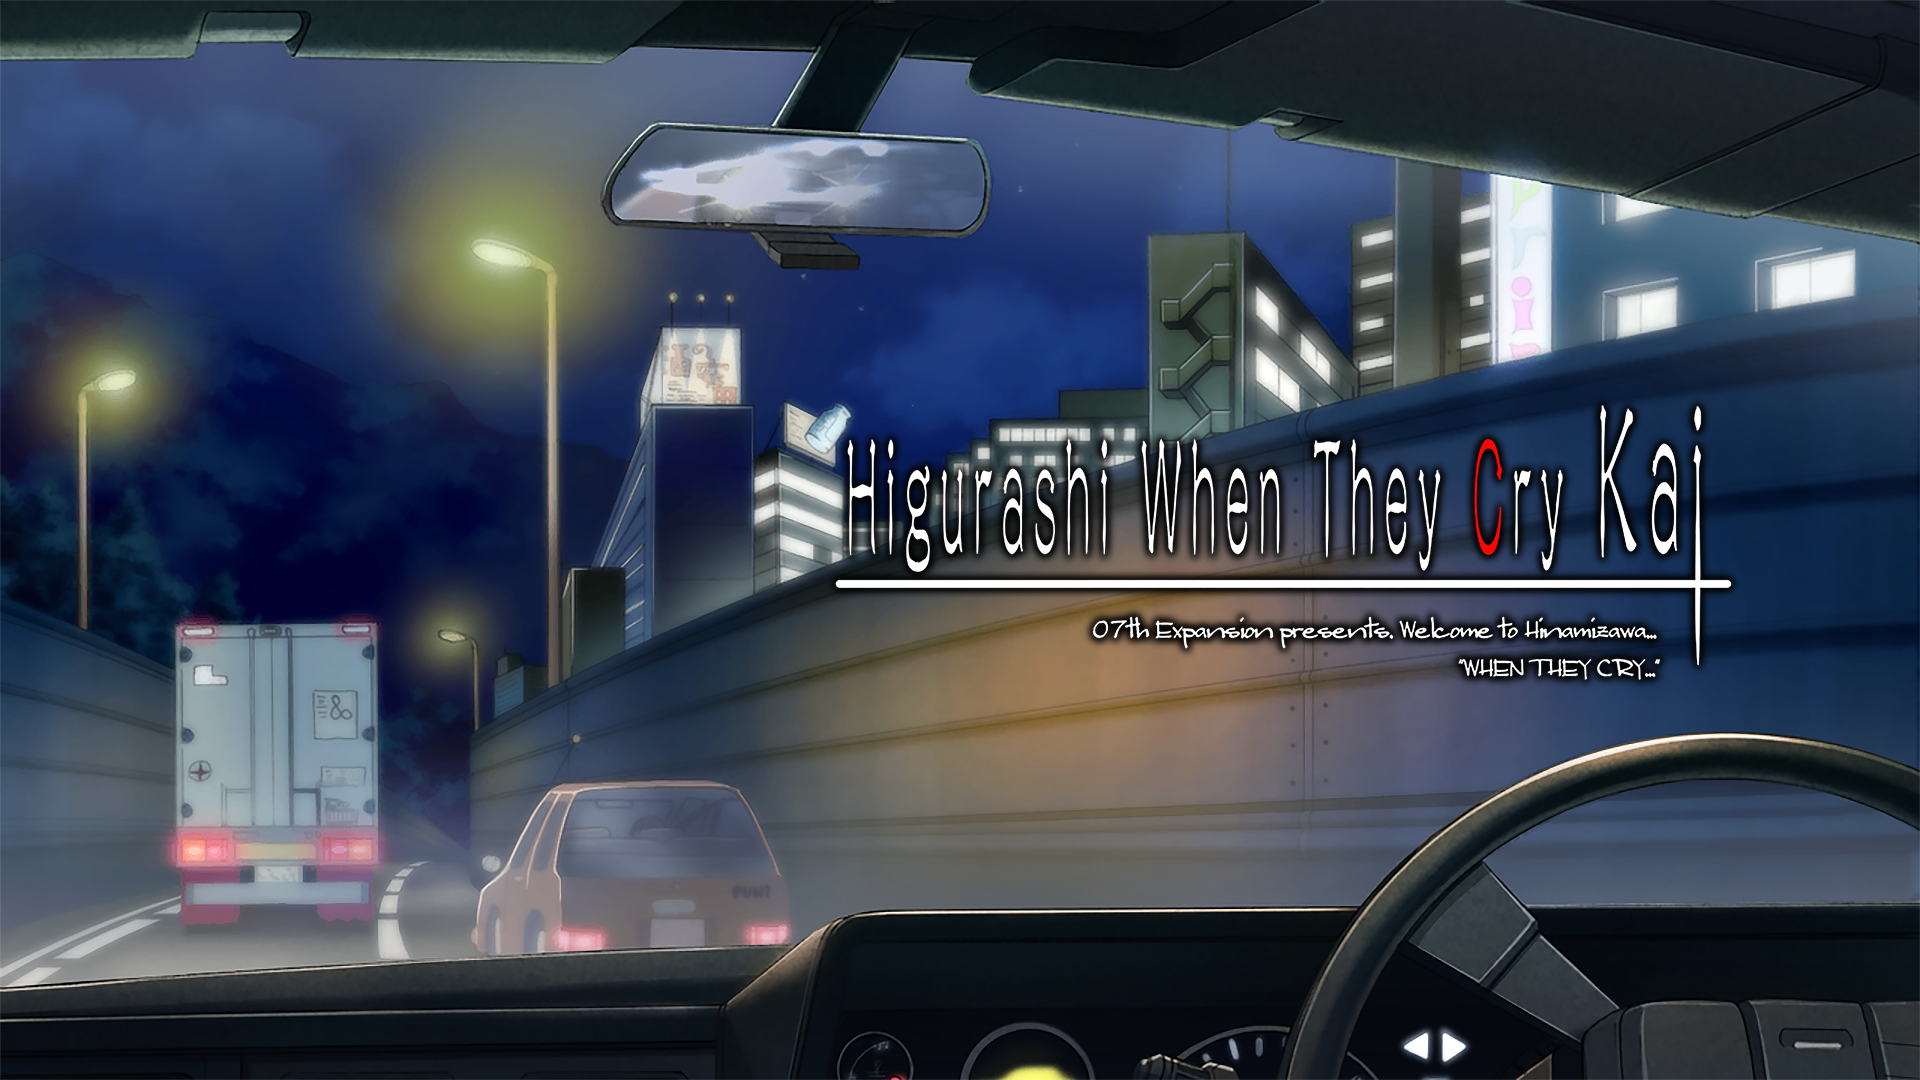 Higurashi When They Cry Kai
07th Expansion presents. Welcome to Hinamizawa...
"WHEN THEY CRY..."